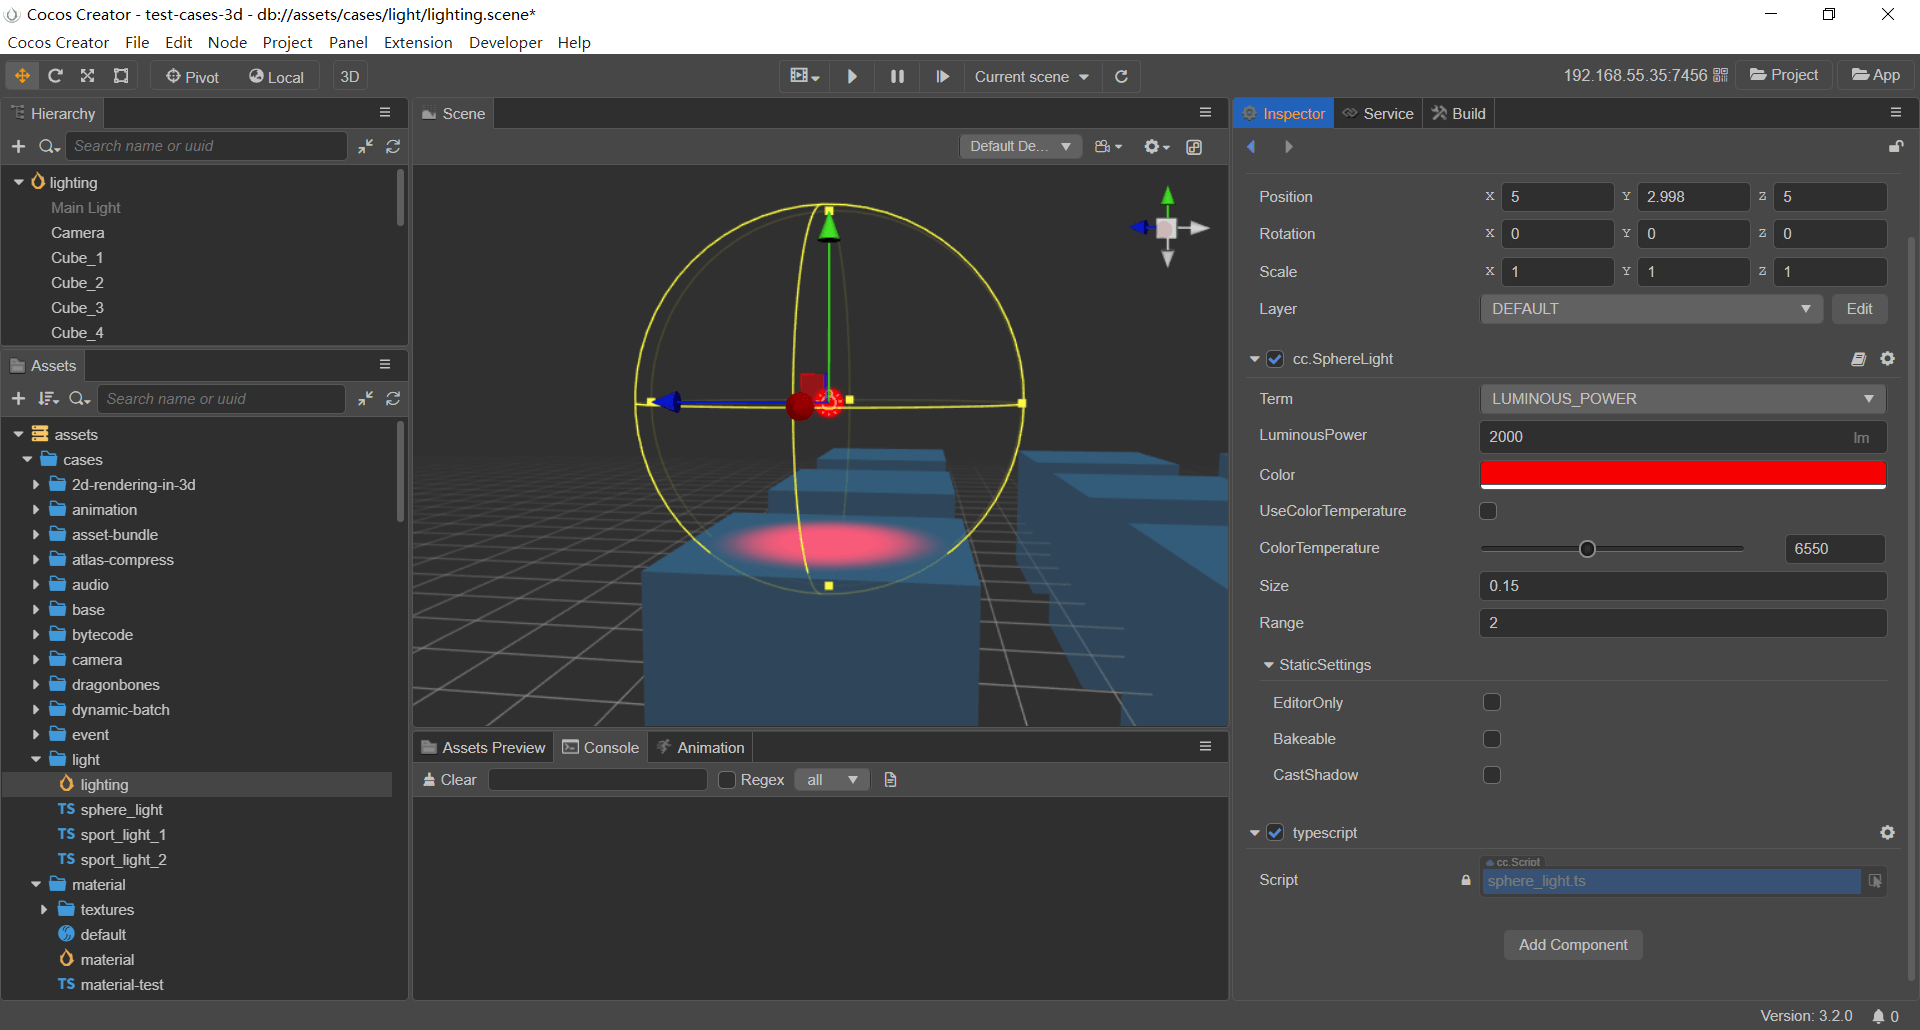 Cocos Creator - test-cases-3d - db://assets/cases/light/lighting.scene*
Cocos Creator File Edit Node Project Panel Extension Developer Help
Pivot Local 3D Current scene 192.168.55.35:7456 Project App
Hierarchy
Search name or uuid
lighting
Main Light
Camera
Cube_1
Cube_2
Cube_3
Cube_4
Assets
Search name or uuid
assets
cases
2d-rendering-in-3d
animation
asset-bundle
atlas-compress
audio
base
bytecode
camera
dragonbones
dynamic-batch
event
light
lighting
TS sphere_light
TS sport_light_1
TS sport_light_2
material
textures
default
material
TS material-test
Scene
Default De...
Assets Preview Console Animation
Clear Regex all
Inspector Service Build
Position X 5 Y 2.998 Z 5
Rotation X 0 Y 0 Z 0
Scale X 1 Y 1 Z 1
Layer DEFAULT Edit
cc.SphereLight
Term LUMINOUS_POWER
LuminousPower 2000 lm
Color
UseColorTemperature
ColorTemperature 6550
Size 0.15
Range 2
StaticSettings
EditorOnly
Bakeable
CastShadow
typescript
cc.Script
Script sphere_light.ts
Add Component
Version: 3.2.0 0